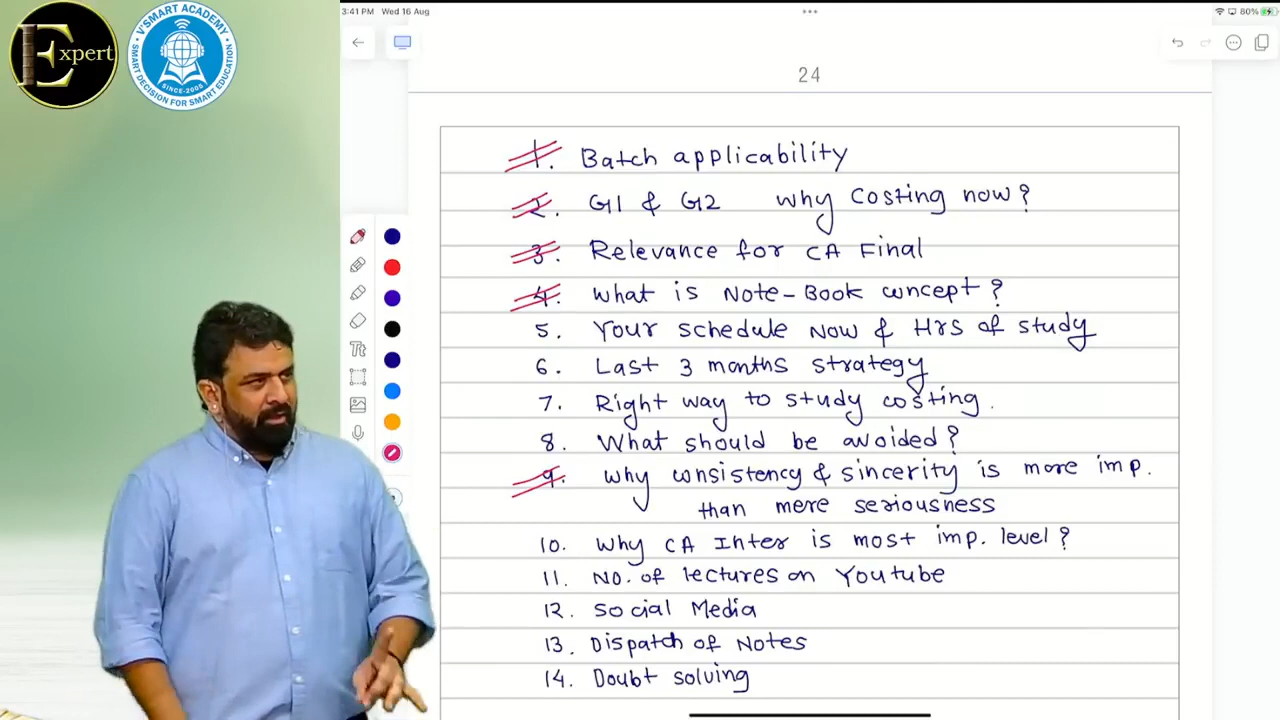 3:41 PM Wed 16 Aug
80%
Expert
V'SMART ACADEMY
SINCE-2005
SMART DECISION FOR SMART EDUCATION
24
1. Batch applicability
2. G1 & G2 why costing now?
3. Relevance for CA Final
4. What is Note-Book concept?
5. Your schedule Now & Hrs of study
6. Last 3 months strategy
7. Right way to study costing.
8. What should be avoided?
9. Why consistency & sincerity is more imp.
than mere seriousness
10. Why CA Inter is most imp. level?
11. No. of lectures on Youtube
12. Social Media
13. Dispatch of Notes
14. Doubt solving
Tt